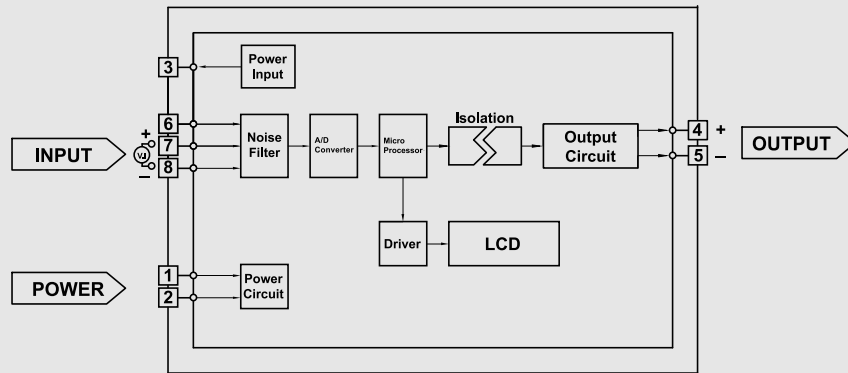 3
Power
Input
6
7
8
+
V,I
−
INPUT
Noise
Filter
A/D
Converter
Micro
Processor
Isolation
Output
Circuit
4 +
5 −
OUTPUT
Driver
LCD
1
2
POWER
Power
Circuit